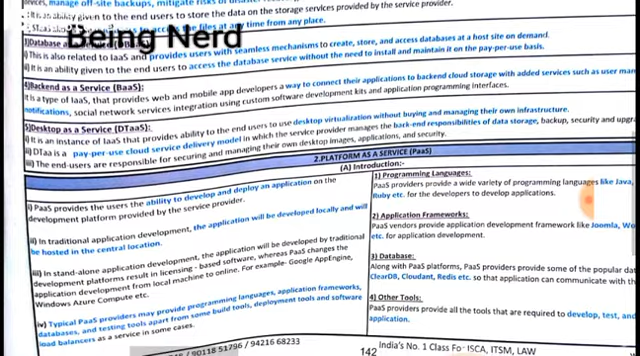 devices, manage off-site backups, mitigate risks of
ii) It is an ability given to the end users to store the data on the storage services provided by the service provider.
the files at any time from any place.
Being Nerd
3)Database
i) This is also related to IaaS and provides users with seamless mechanisms to create, store, and access databases at a host site on demand.
ii) It is an ability given to the end users to access the database service without the need to install and maintain it on the pay-per-use basis.
4)Backend as a Service (BaaS):
It is a type of IaaS, that provides web and mobile app developers a way to connect their applications to backend cloud storage with added services such as user man
notifications, social network services integration using custom software development kits and application programming interfaces.
5)Desktop as a Service (DTaaS):
i) It is an instance of IaaS that provides ability to the end users to use desktop virtualization without buying and managing their own infrastructure.
ii) DTaa is a pay-per-use cloud service delivery model in which the service provider manages the back-end responsibilities of data storage, backup, security and upgra
iii) The end-users are responsible for securing and managing their own desktop images, applications, and security.
2.PLATFORM AS A SERVICE (PaaS)
(A) Introduction:-
i) PaaS provides the users the ability to develop and deploy an application on the
development platform provided by the service provider.
ii) In traditional application development, the application will be developed locally and will
be hosted in the central location.
iii) In stand-alone application development, the application will be developed by traditional
development platforms result in licensing - based software, whereas PaaS changes the
application development from local machine to online. For example- Google AppEngine,
Windows Azure Compute etc.
iv) Typical PaaS providers may provide programming languages, application frameworks,
databases, and testing tools apart from some build tools, deployment tools and software
load balancers as a service in some cases.
1) Programming Languages:
PaaS providers provide a wide variety of programming languages like Java,
Ruby etc. for the developers to develop applications.
2) Application Frameworks:
PaaS vendors provide application development framework like Joomla, Wo
etc. for application development.
3) Database:
Along with PaaS platforms, PaaS providers provide some of the popular dat
ClearDB, Cloudant, Redis etc. so that application can communicate with th
4) Other Tools:
PaaS providers provide all the tools that are required to develop, test, and
application.
/ 90118 51796 / 94216 68233
142
India's No. 1 Class For ISCA, ITSM, LAW